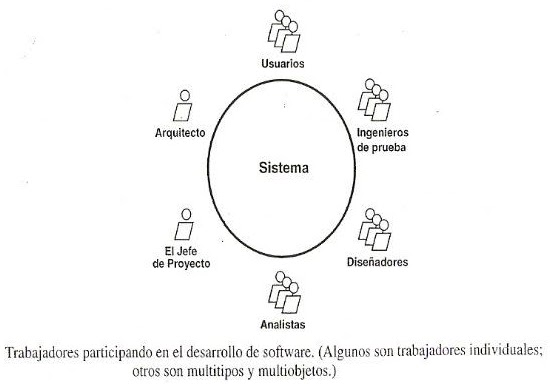 Usuarios
Arquitecto
Ingenieros
de prueba
Sistema
El Jefe
de Proyecto
Diseñadores
Analistas
Trabajadores participando en el desarrollo de software. (Algunos son trabajadores individuales;
otros son multitipos y multiobjetos.)